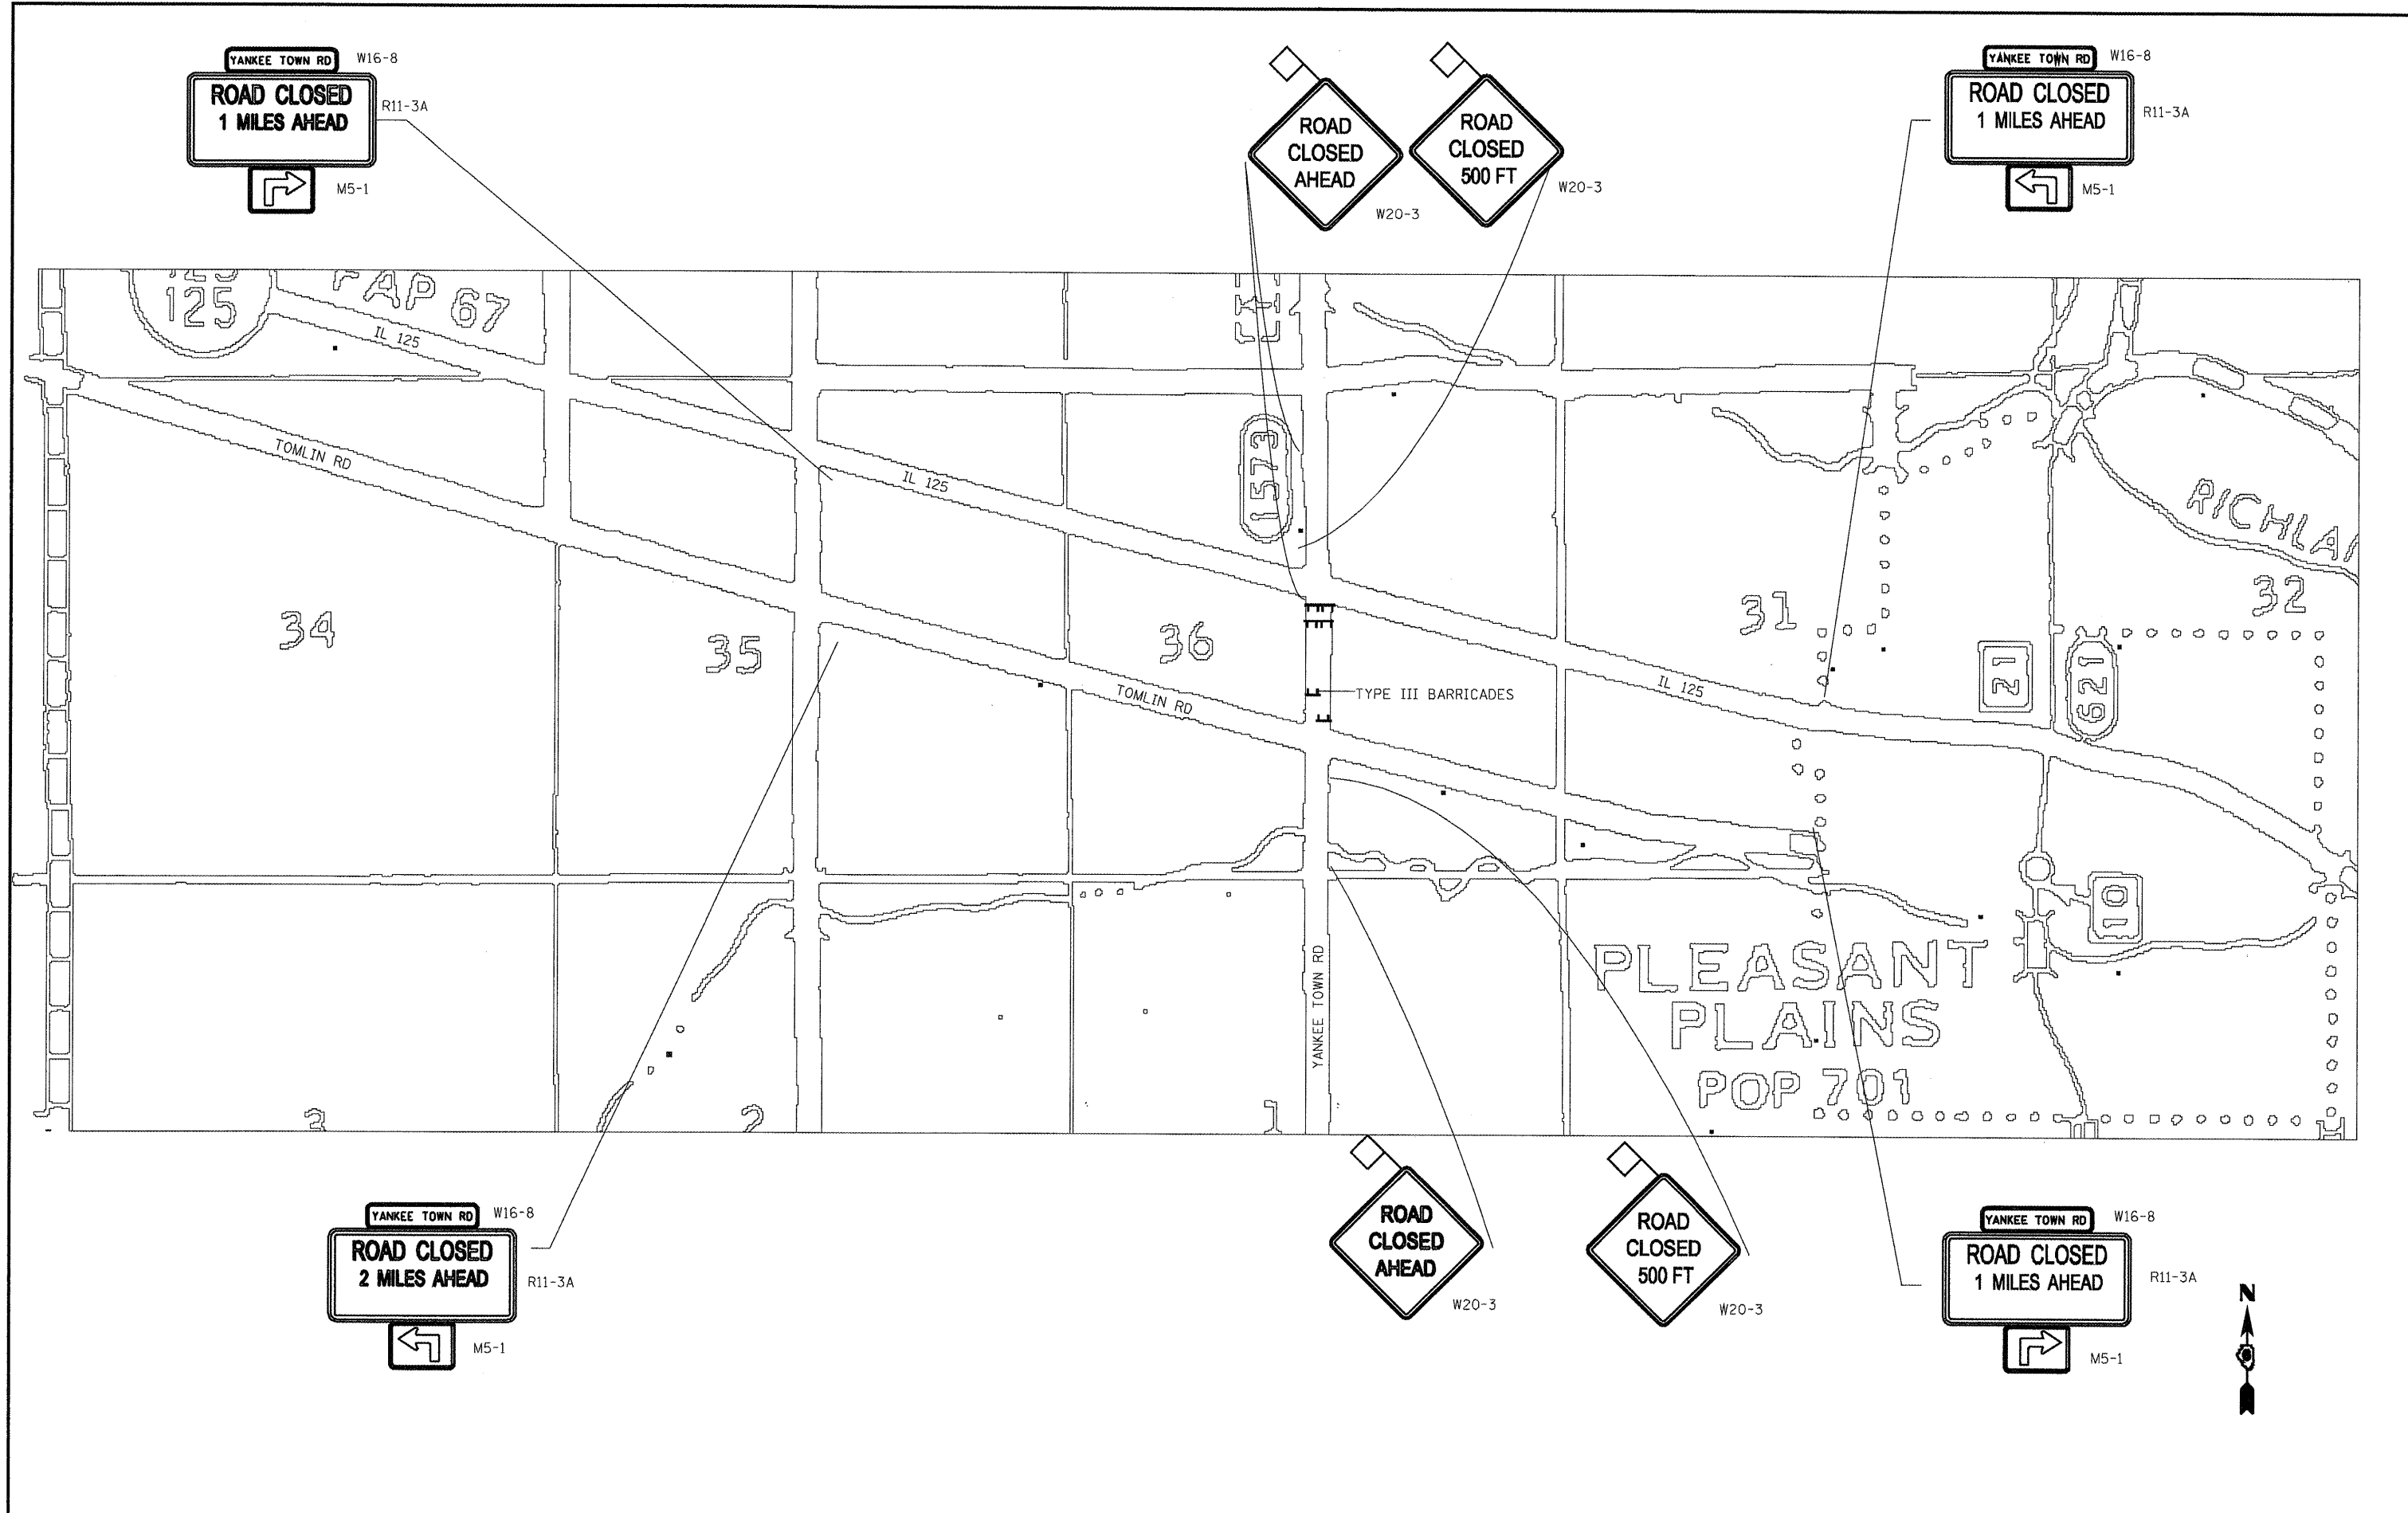 YANKEE TOWN RD
W16-8
ROAD CLOSED
1 MILES AHEAD
R11-3A
M5-1
ROAD
CLOSED
AHEAD
W20-3
ROAD
CLOSED
500 FT
W20-3
YANKEE TOWN RD
W16-8
ROAD CLOSED
1 MILES AHEAD
R11-3A
M5-1
125
FAP 67
IL 125
TOMLIN RD
IL 125
15773
RICHLA
34
35
36
31
32
TYPE III BARRICADES
TOMLIN RD
IL 125
21
621
10
YANKEE TOWN RD
PLEASANT
PLAINS
POP 701
3
2
1
YANKEE TOWN RD
W16-8
ROAD CLOSED
2 MILES AHEAD
R11-3A
M5-1
ROAD
CLOSED
AHEAD
W20-3
ROAD
CLOSED
500 FT
W20-3
YANKEE TOWN RD
W16-8
ROAD CLOSED
1 MILES AHEAD
R11-3A
M5-1
N